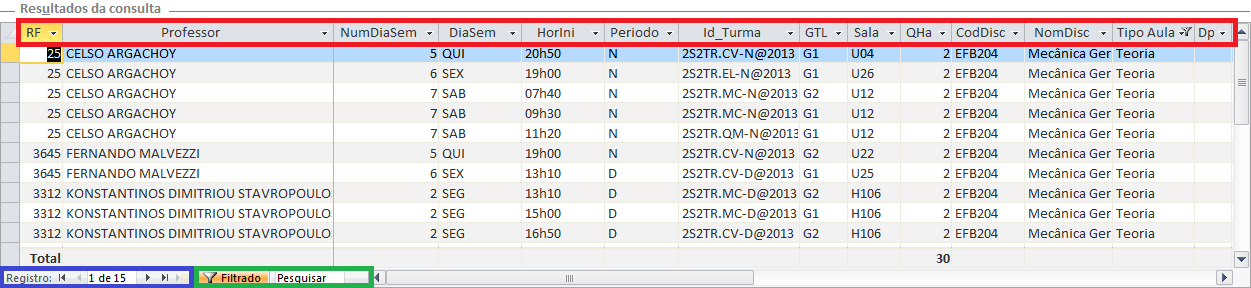 Resultados da consulta
RF Professor NumDiaSem DiaSem HorIni Periodo Id_Turma GTL Sala QHa CodDisc NomDisc Tipo Aula Dp
25 CELSO ARGACHOY 5 QUI 20h50 N 2S2TR.CV-N@2013 G1 U04 2 EFB204 Mecânica Ger Teoria
25 CELSO ARGACHOY 6 SEX 19h00 N 2S2TR.EL-N@2013 G1 U26 2 EFB204 Mecânica Ger Teoria
25 CELSO ARGACHOY 7 SAB 07h40 N 2S2TR.MC-N@2013 G2 U12 2 EFB204 Mecânica Ger Teoria
25 CELSO ARGACHOY 7 SAB 09h30 N 2S2TR.MC-N@2013 G1 U12 2 EFB204 Mecânica Ger Teoria
25 CELSO ARGACHOY 7 SAB 11h20 N 2S2TR.QM-N@2013 G1 U12 2 EFB204 Mecânica Ger Teoria
3645 FERNANDO MALVEZZI 5 QUI 19h00 N 2S2TR.CV-N@2013 G2 U22 2 EFB204 Mecânica Ger Teoria
3645 FERNANDO MALVEZZI 6 SEX 13h10 D 2S2TR.CV-D@2013 G1 U25 2 EFB204 Mecânica Ger Teoria
3312 KONSTANTINOS DIMITRIOU STAVROPOULO 2 SEG 13h10 D 2S2TR.MC-D@2013 G2 H106 2 EFB204 Mecânica Ger Teoria
3312 KONSTANTINOS DIMITRIOU STAVROPOULO 2 SEG 15h00 D 2S2TR.MC-D@2013 G1 H106 2 EFB204 Mecânica Ger Teoria
3312 KONSTANTINOS DIMITRIOU STAVROPOULO 2 SEG 16h50 D 2S2TR.CV-D@2013 G2 H106 2 EFB204 Mecânica Ger Teoria
Total 30
Registro: 1 de 15 Filtrado Pesquisar